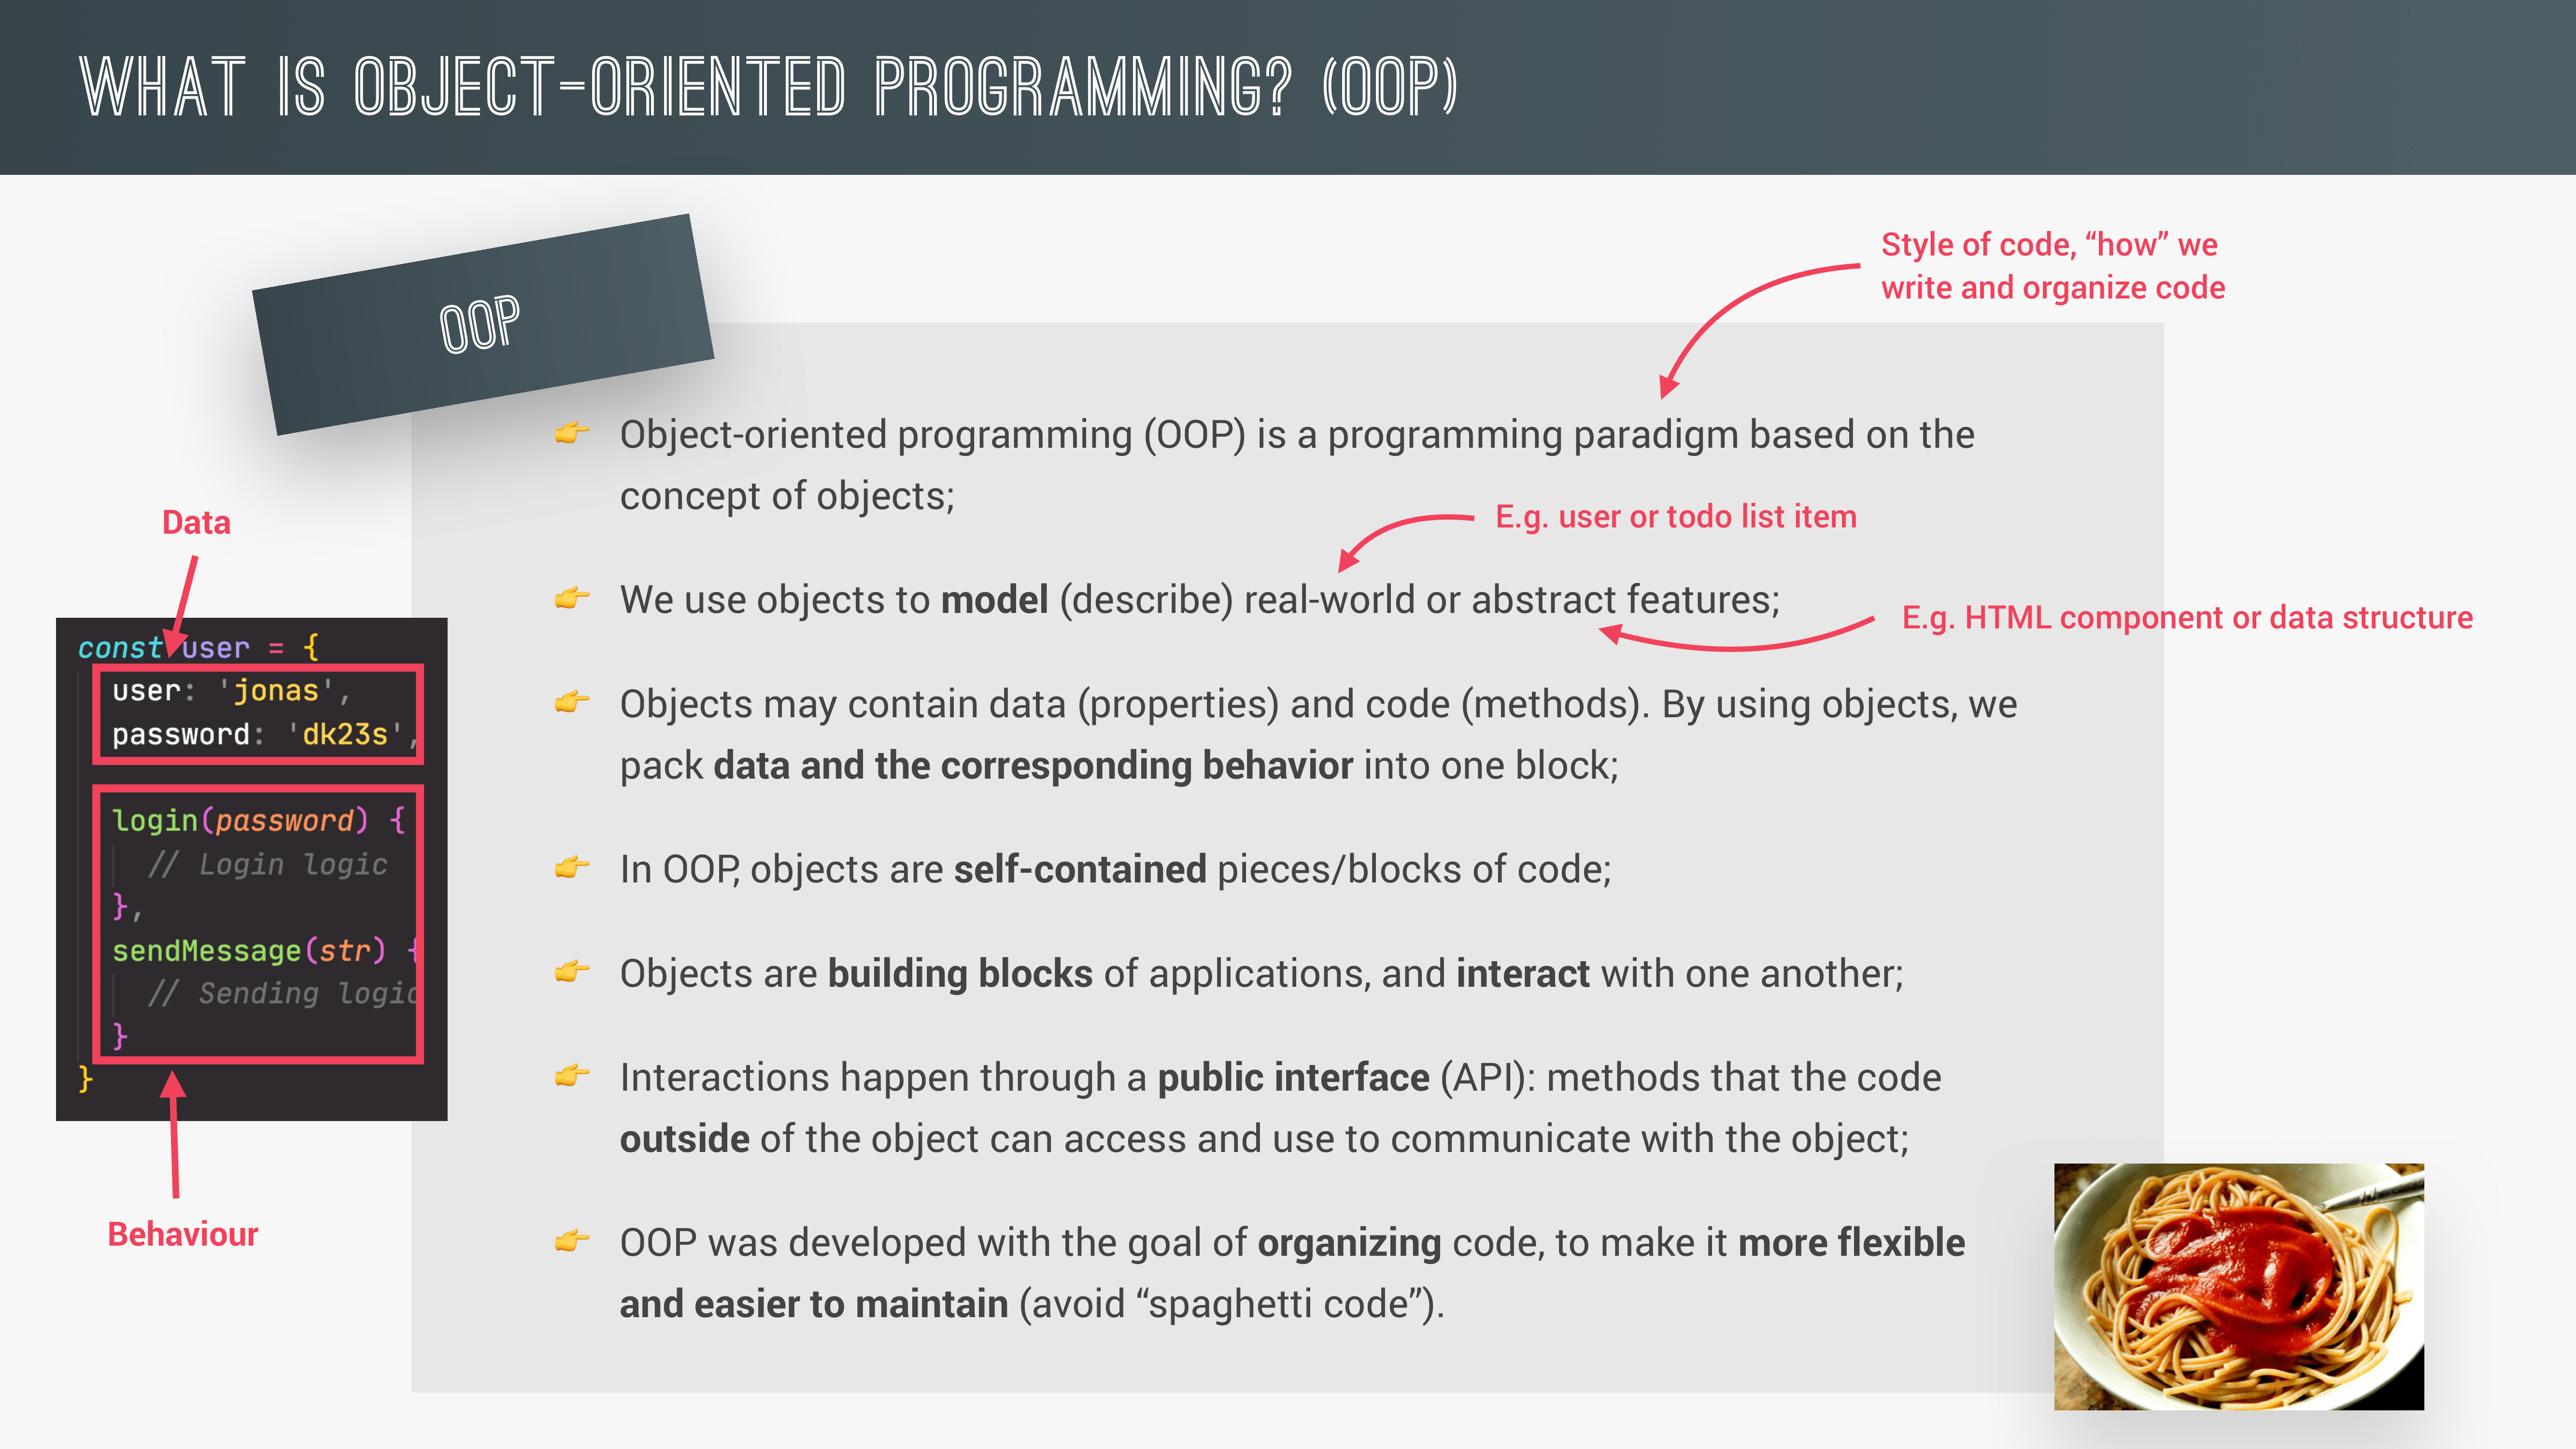 WHAT IS OBJECT-ORIENTED PROGRAMMING? (OOP)
OOP
Style of code, “how” we
write and organize code
Object-oriented programming (OOP) is a programming paradigm based on the
concept of objects;
E.g. user or todo list item
We use objects to model (describe) real-world or abstract features;
E.g. HTML component or data structure
Objects may contain data (properties) and code (methods). By using objects, we
pack data and the corresponding behavior into one block;
In OOP, objects are self-contained pieces/blocks of code;
Objects are building blocks of applications, and interact with one another;
Interactions happen through a public interface (API): methods that the code
outside of the object can access and use to communicate with the object;
OOP was developed with the goal of organizing code, to make it more flexible
and easier to maintain (avoid “spaghetti code”).
Data
const user = {
user: 'jonas',
password: 'dk23s',
login(password) {
// Login logic
},
sendMessage(str) {
// Sending logic
}
}
Behaviour